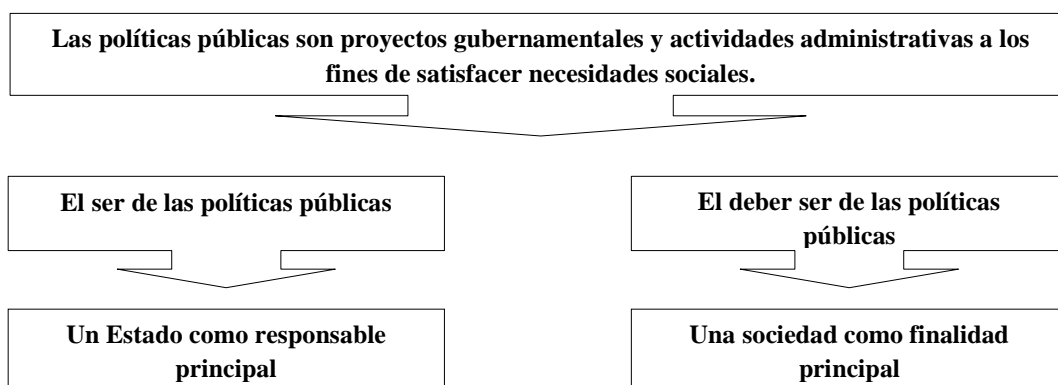 Las políticas públicas son proyectos gubernamentales y actividades administrativas a los
fines de satisfacer necesidades sociales.
El ser de las políticas públicas
El deber ser de las políticas
públicas
Un Estado como responsable
principal
Una sociedad como finalidad
principal